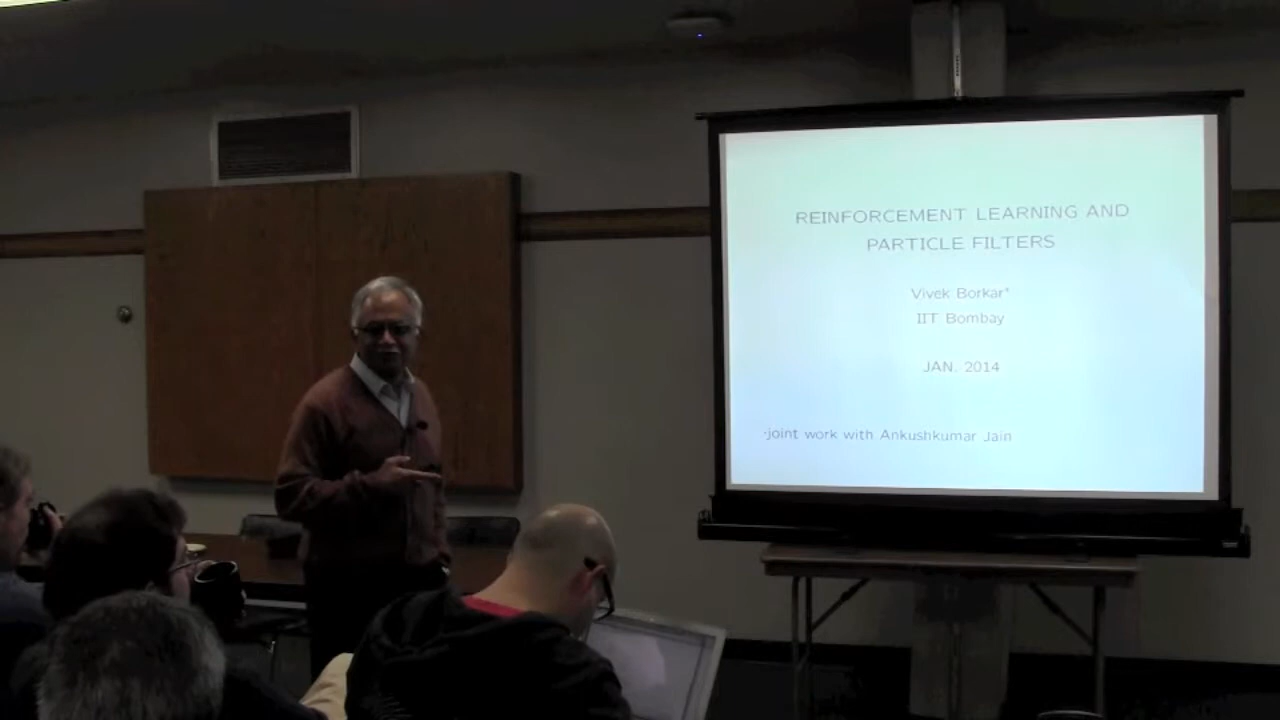 REINFORCEMENT LEARNING AND
PARTICLE FILTERS
Vivek Borkar*
IIT Bombay
JAN. 2014
-joint work with Ankushkumar Jain